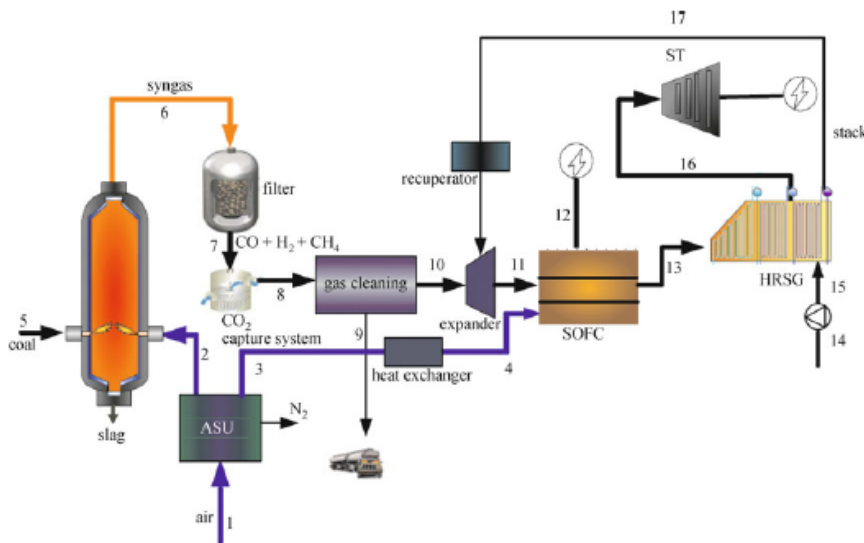 17
ST
syngas
6
stack
recuperator
16
filter
12
7
CO + H₂ + CH₄
gas cleaning
10
11
13
8
HRSG
15
expander
SOFC
5
coal
CO₂
capture system
9
2
3
heat exchanger
4
14
slag
ASU
N₂
air
1